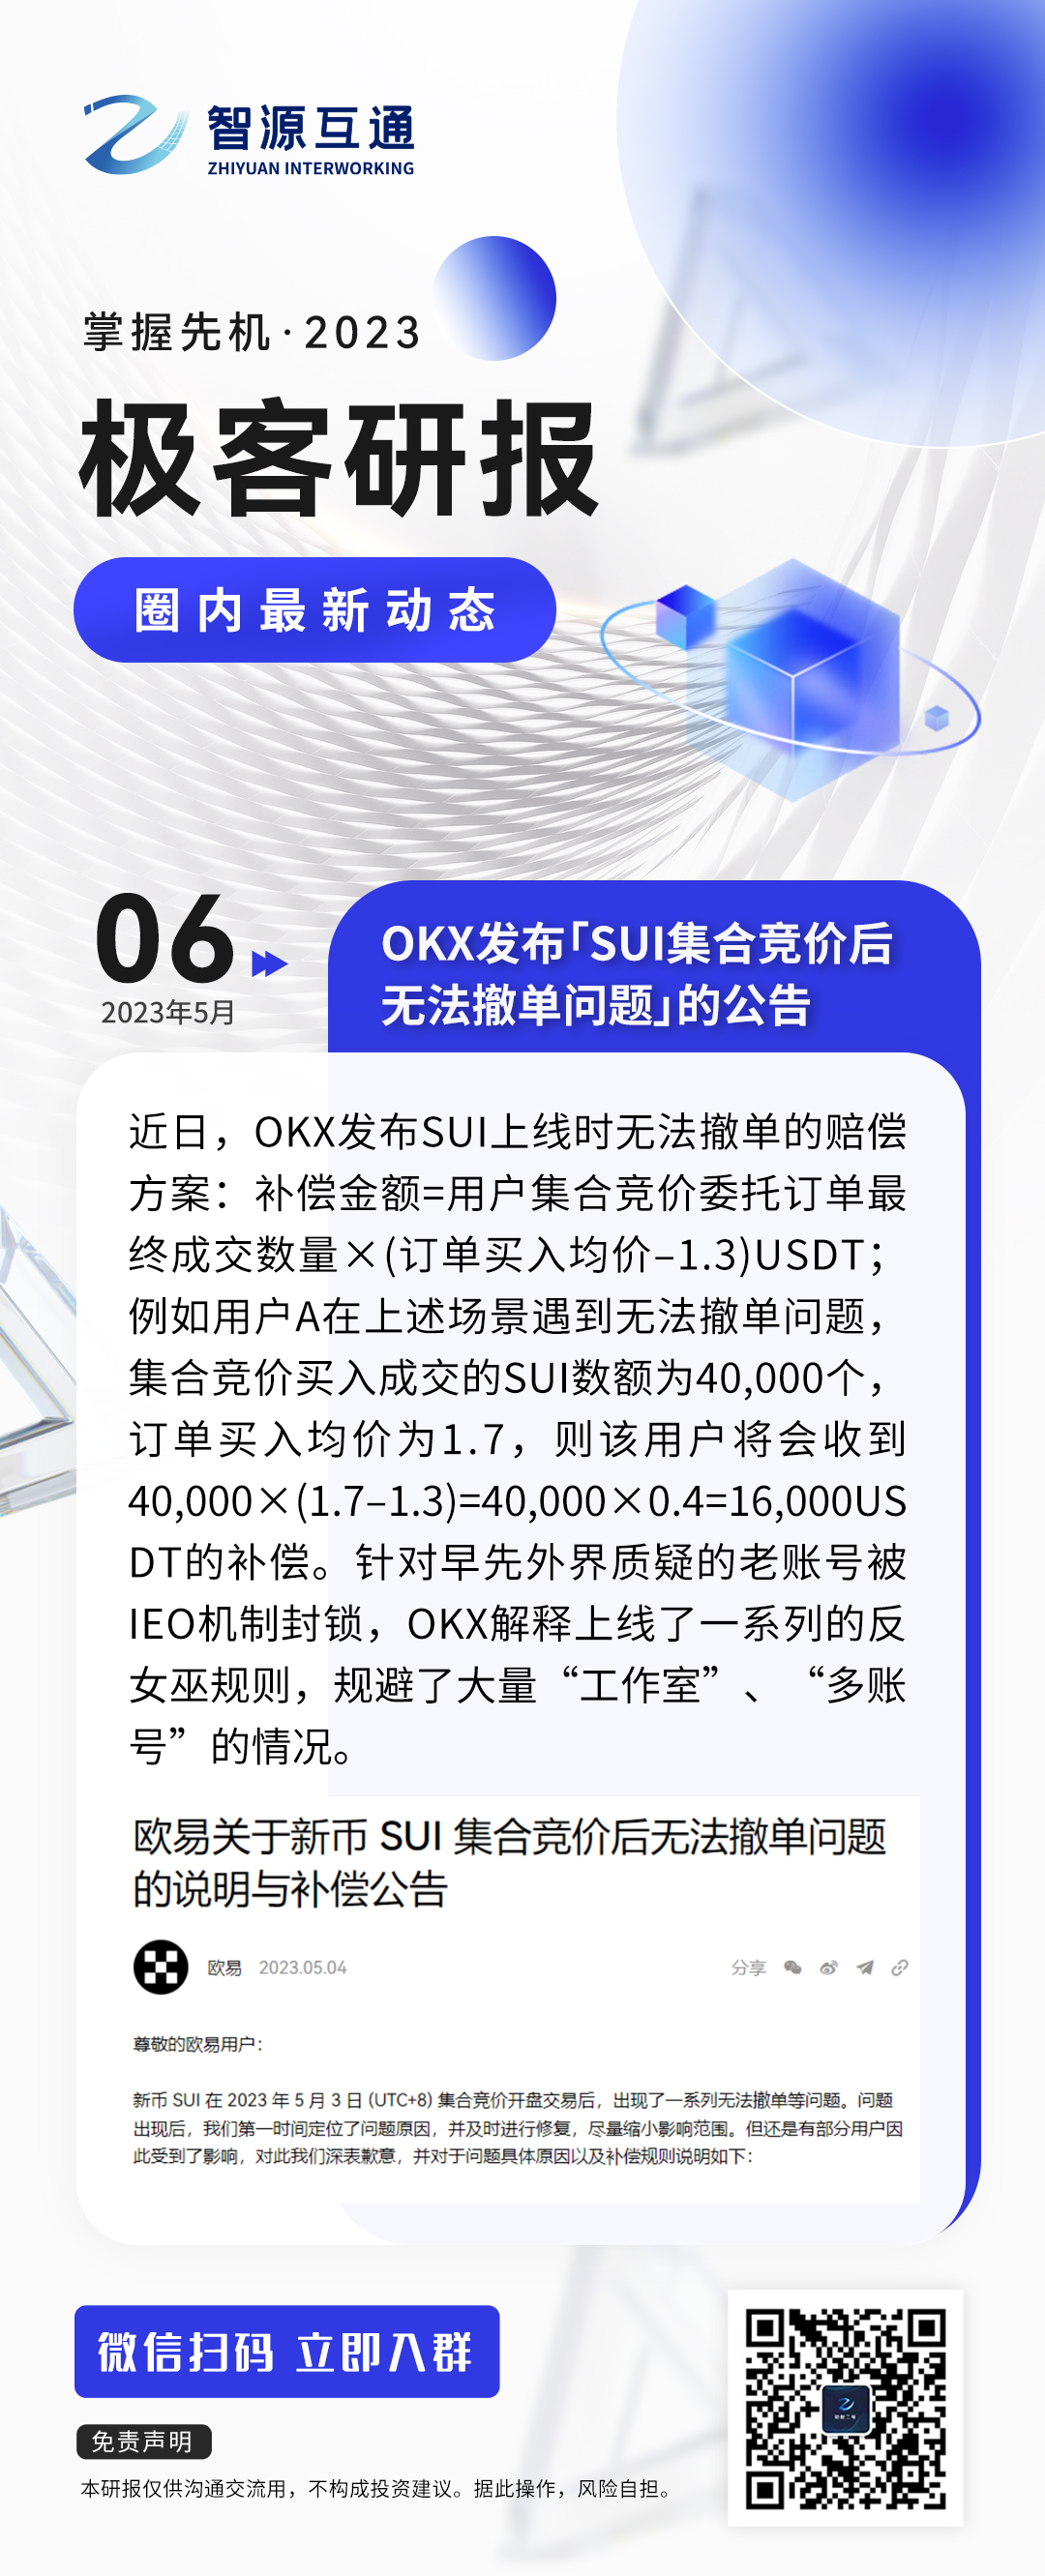 智源互通
ZHIYUAN INTERWORKING
掌握先机·2023
极客研报
圈内最新动态
06
2023年5月
OKX发布「SUI集合竞价后
无法撤单问题」的公告
近日，OKX发布SUI上线时无法撤单的赔偿
方案：补偿金额=用户集合竞价委托订单最
终成交数量×(订单买入均价–1.3)USDT；
例如用户A在上述场景遇到无法撤单问题，
集合竞价买入成交的SUI数额为40,000个，
订单买入均价为1.7，则该用户将会收到
40,000×(1.7–1.3)=40,000×0.4=16,000US
DT的补偿。针对早先外界质疑的老账号被
IEO机制封锁，OKX解释上线了一系列的反
女巫规则，规避了大量“工作室”、“多账
号”的情况。
欧易关于新币 SUI 集合竞价后无法撤单问题
的说明与补偿公告
欧易 2023.05.04 分享
尊敬的欧易用户：
新币 SUI 在 2023 年 5 月 3 日 (UTC+8) 集合竞价开盘交易后，出现了一系列无法撤单等问题。问题
出现后，我们第一时间定位了问题原因，并及时进行修复，尽量缩小影响范围。但还是有部分用户因
此受到了影响，对此我们深表歉意，并对于问题具体原因以及补偿规则说明如下：
微信扫码 立即入群
免责声明
本研报仅供沟通交流用，不构成投资建议。据此操作，风险自担。